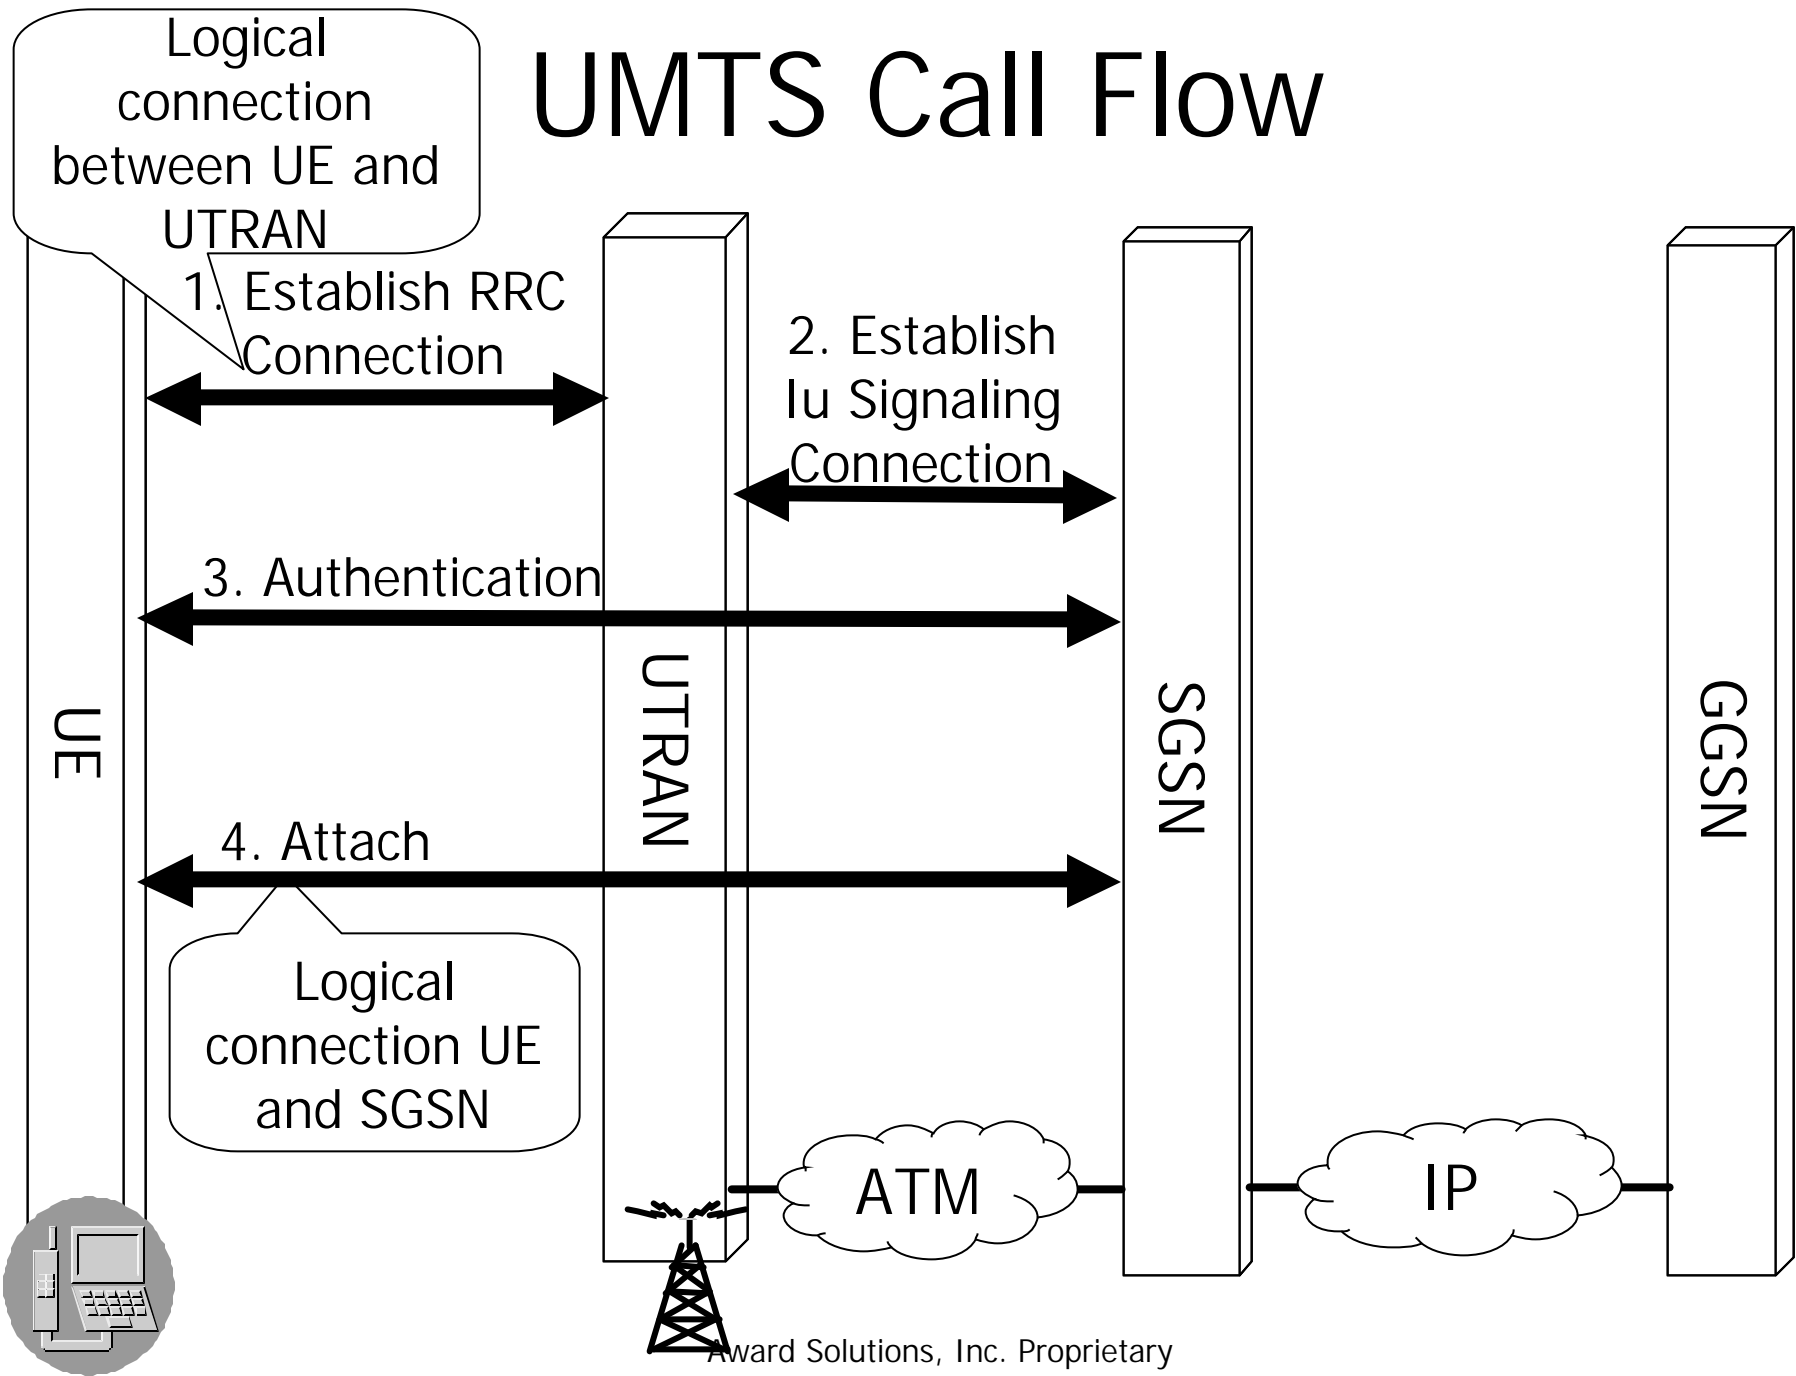 UMTS Call Flow
Logical
connection
between UE and
UTRAN
1. Establish RRC
Connection
2. Establish
Iu Signaling
Connection
3. Authentication
UE
UTRAN
SGSN
GGSN
4. Attach
Logical
connection UE
and SGSN
ATM
IP
Award Solutions, Inc. Proprietary